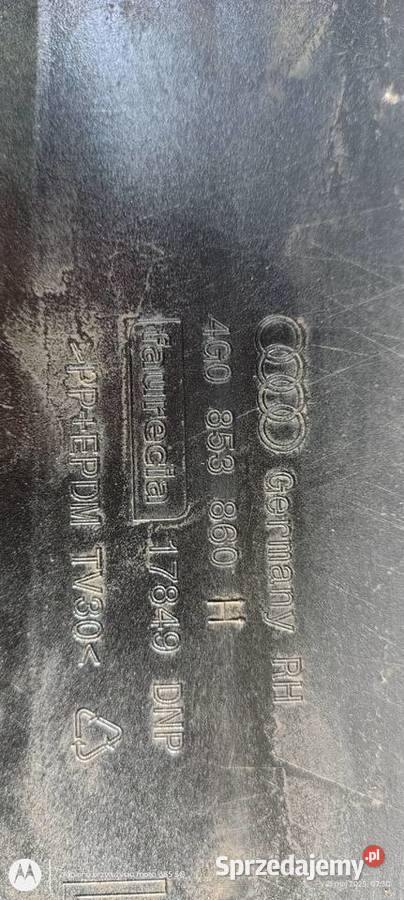 Germany RH
4G0 853 860 H
faurecia 17849 DNP
>PP+EPDM TV30<
Sprzedajemy.pl